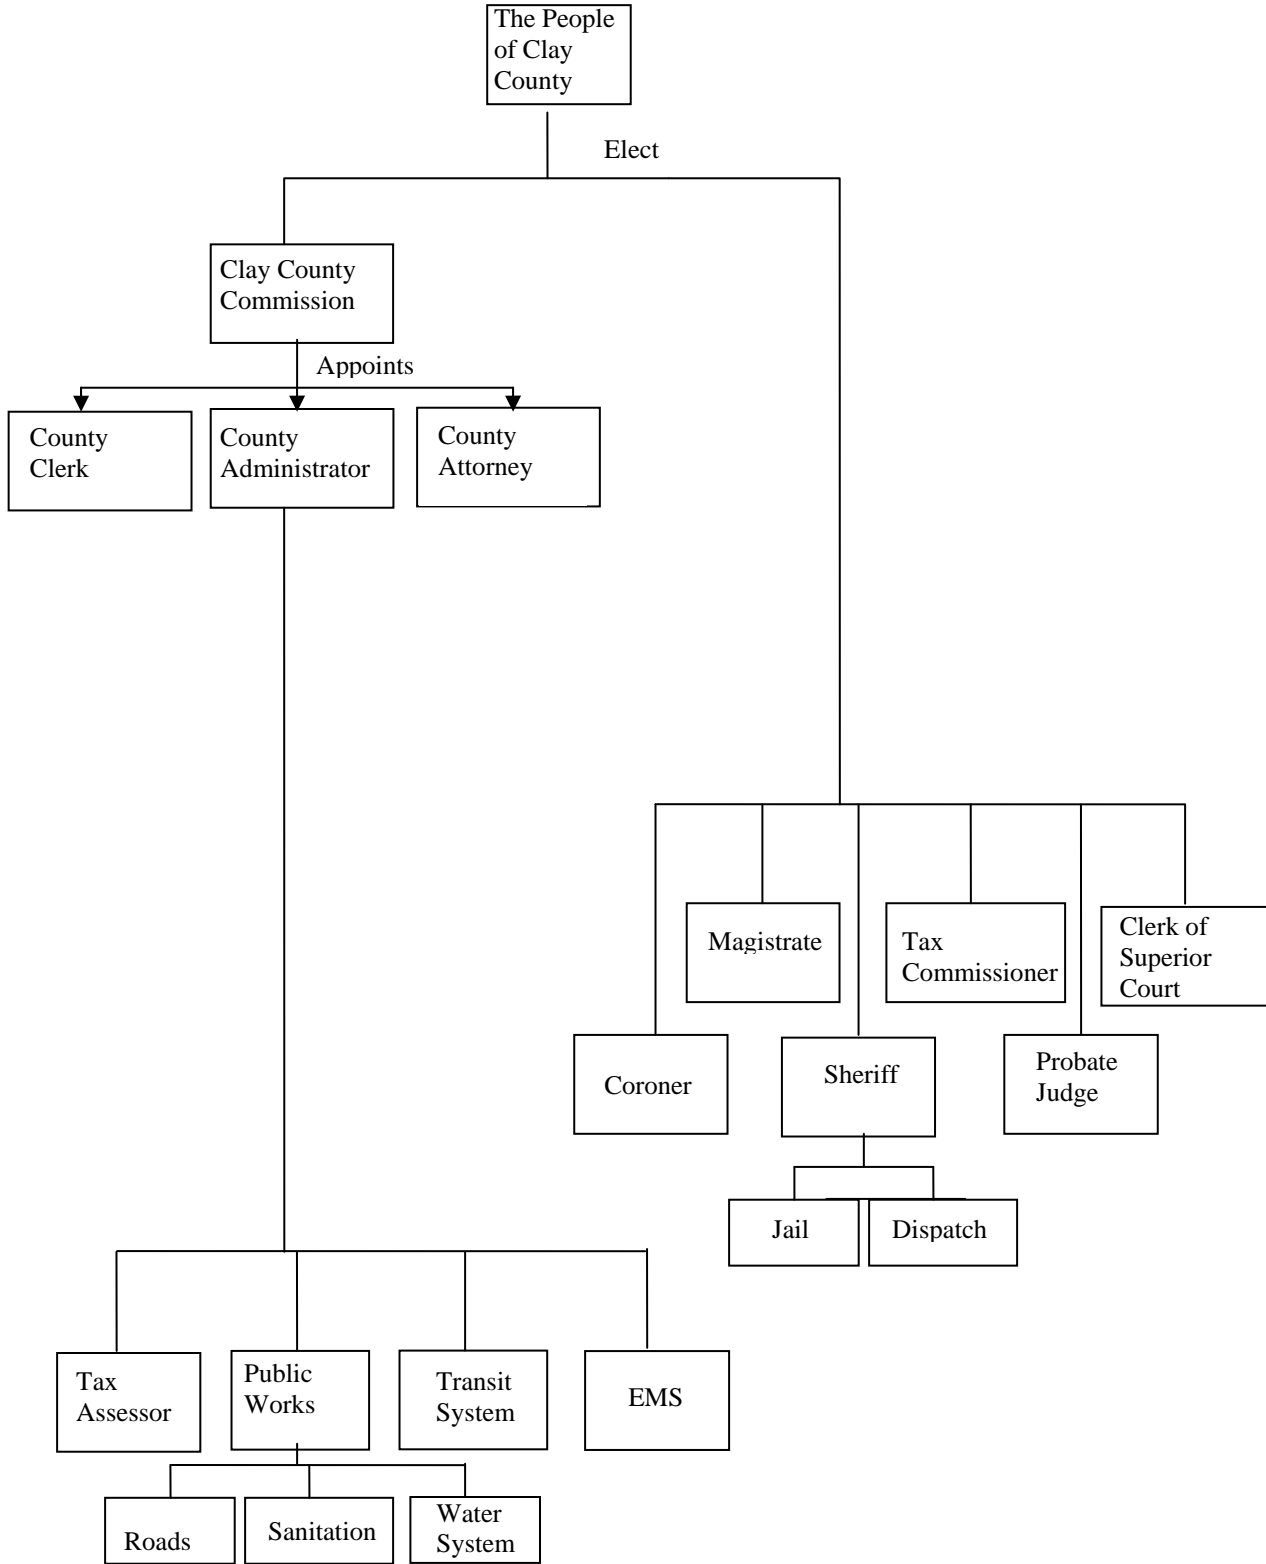 The People
of Clay
County
Elect
Clay County
Commission
Appoints
County
Clerk
County
Administrator
County
Attorney
Magistrate
Tax
Commissioner
Clerk of
Superior
Court
Coroner
Sheriff
Probate
Judge
Jail
Dispatch
Tax
Assessor
Public
Works
Transit
System
EMS
Roads
Sanitation
Water
System